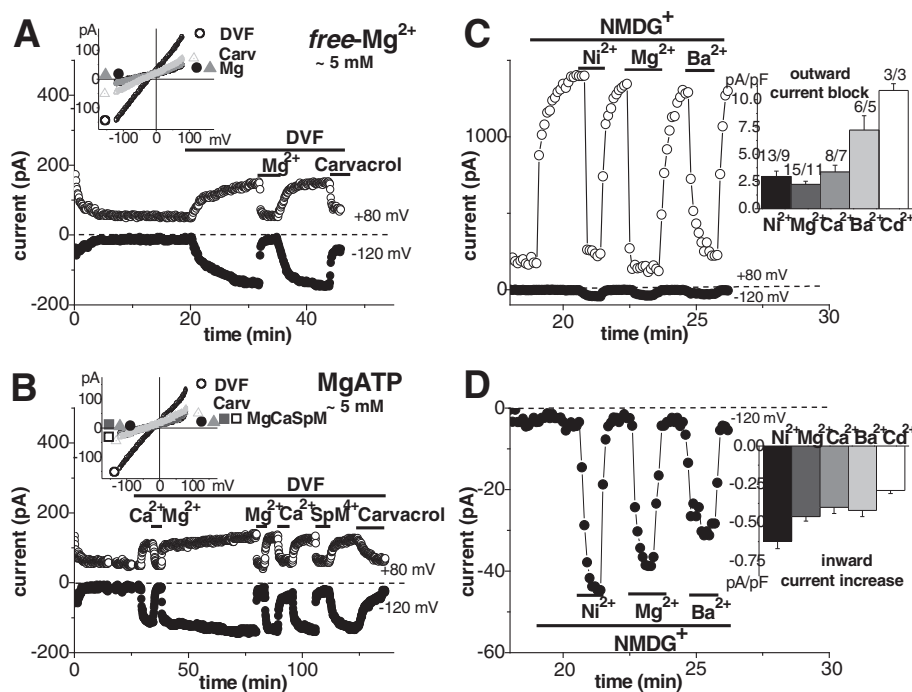 A
pA
100
0
100
-100 0 100
mV
DVF
Carv
Mg
free-Mg2+
~ 5 mM
DVF
Mg2+
Carvacrol
400
200
0
-200
current (pA)
+80 mV
-120 mV
0 20 40
time (min)
B
pA
100
0
-100
-100 0 100
mV
DVF
Carv
MgCaSpM
MgATP
~ 5 mM
DVF
Ca2+ Mg2+ Mg2+ Ca2+ SpM4+ Carvacrol
400
200
0
-200
current (pA)
+80 mV
-120 mV
0 50 100
time (min)
C
NMDG+
Ni2+ Mg2+ Ba2+
1000
0
current (pA)
+80 mV
-120 mV
20 25 30
time (min)
pA/pF
outward
current block
10.0
7.5
5.0
2.5
0.0
13/9 15/11 8/7 6/5 3/3
Ni2+ Mg2+ Ca2+ Ba2+ Cd2+
D
0
-20
-40
-60
current (pA)
-120 mV
Ni2+ Mg2+ Ba2+
NMDG+
20 25 30
time (min)
Ni2+ Mg2+ Ca2+ Ba2+ Cd2+
0.00
-0.25
-0.50
-0.75
pA/pF
inward
current increase